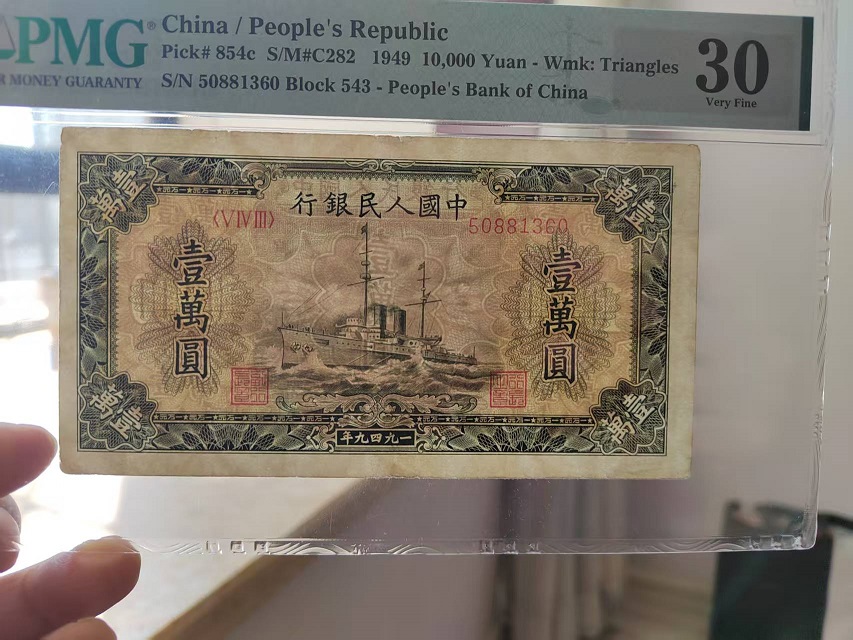 PMG
China / People's Republic
Pick# 854c S/M#C282 1949 10,000 Yuan - Wmk: Triangles
S/N 50881360 Block 543 - People's Bank of China
R MONEY GUARANTY
30
Very Fine
行銀民人國中
〈VIVIII〉
50881360
壹萬
萬壹
壹萬圓
壹萬圓
萬壹
壹萬
年九四九一